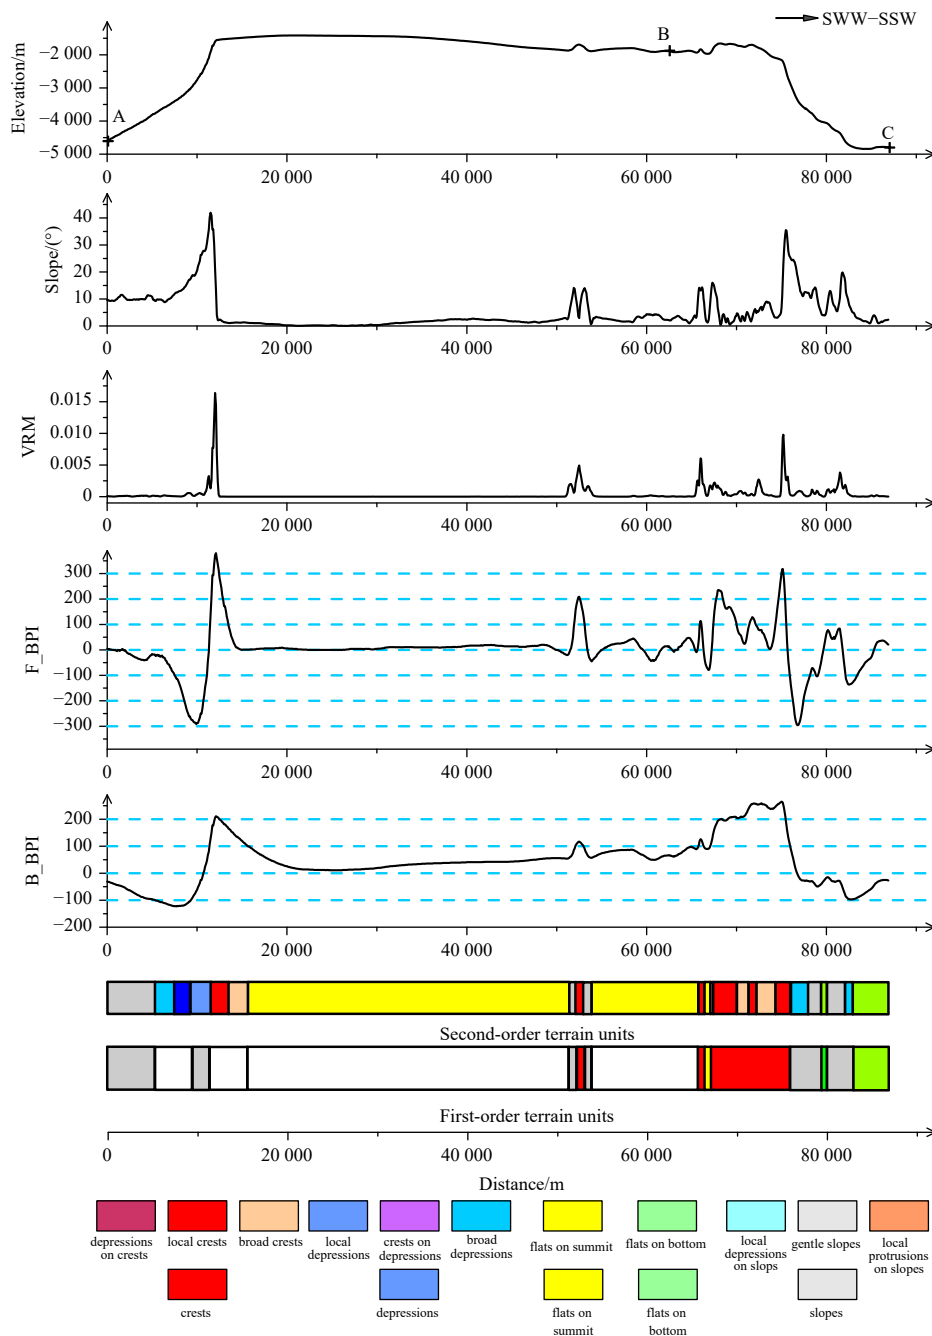 SWW−SSW
Elevation/m
−2 000
−3 000
−4 000
−5 000
A
B
C
0 20 000 40 000 60 000 80 000
Slope/(°)
40
30
20
10
0
0 20 000 40 000 60 000 80 000
VRM
0.015
0.010
0.005
0
0 20 000 40 000 60 000 80 000
F_BPI
300
200
100
0
−100
−200
−300
0 20 000 40 000 60 000 80 000
B_BPI
200
100
0
−100
−200
0 20 000 40 000 60 000 80 000
Second-order terrain units
First-order terrain units
0 20 000 40 000 60 000 80 000
Distance/m
depressions
on crests
local crests
broad crests
local
depressions
crests on
depressions
broad
depressions
flats on summit
flats on bottom
local
depressions
on slops
gentle slopes
local
protrusions
on slopes
crests
depressions
flats on
summit
flats on
bottom
slopes